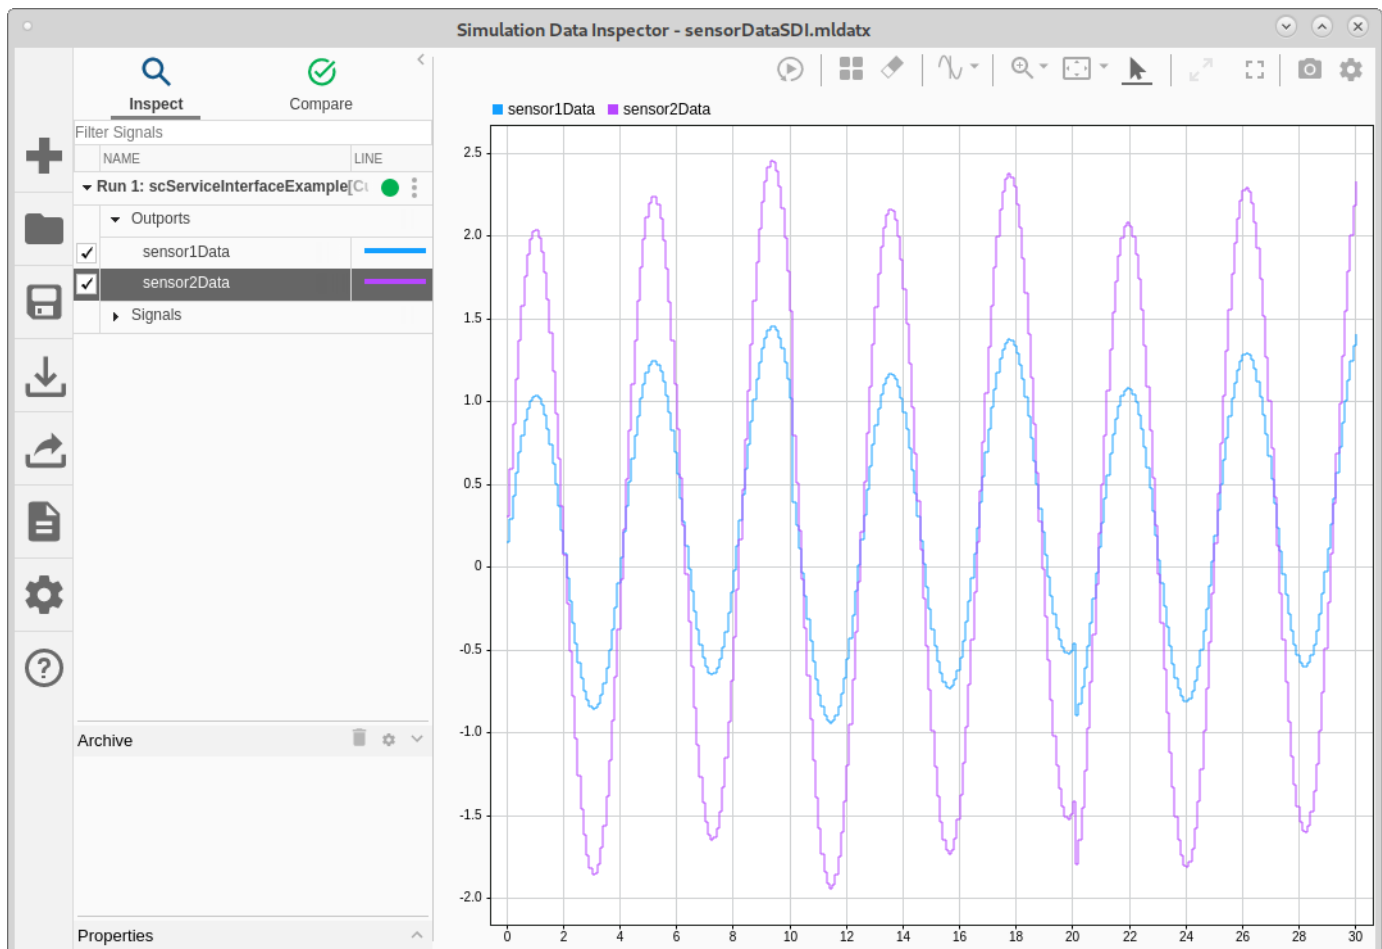 Simulation Data Inspector - sensorDataSDI.mldatx
Inspect
Compare
Filter Signals
NAME LINE
Run 1: scServiceInterfaceExample[
Outports
sensor1Data
sensor2Data
Signals
Archive
Properties
sensor1Data sensor2Data
2.5
2.0
1.5
1.0
0.5
0
-0.5
-1.0
-1.5
-2.0
0 2 4 6 8 10 12 14 16 18 20 22 24 26 28 30